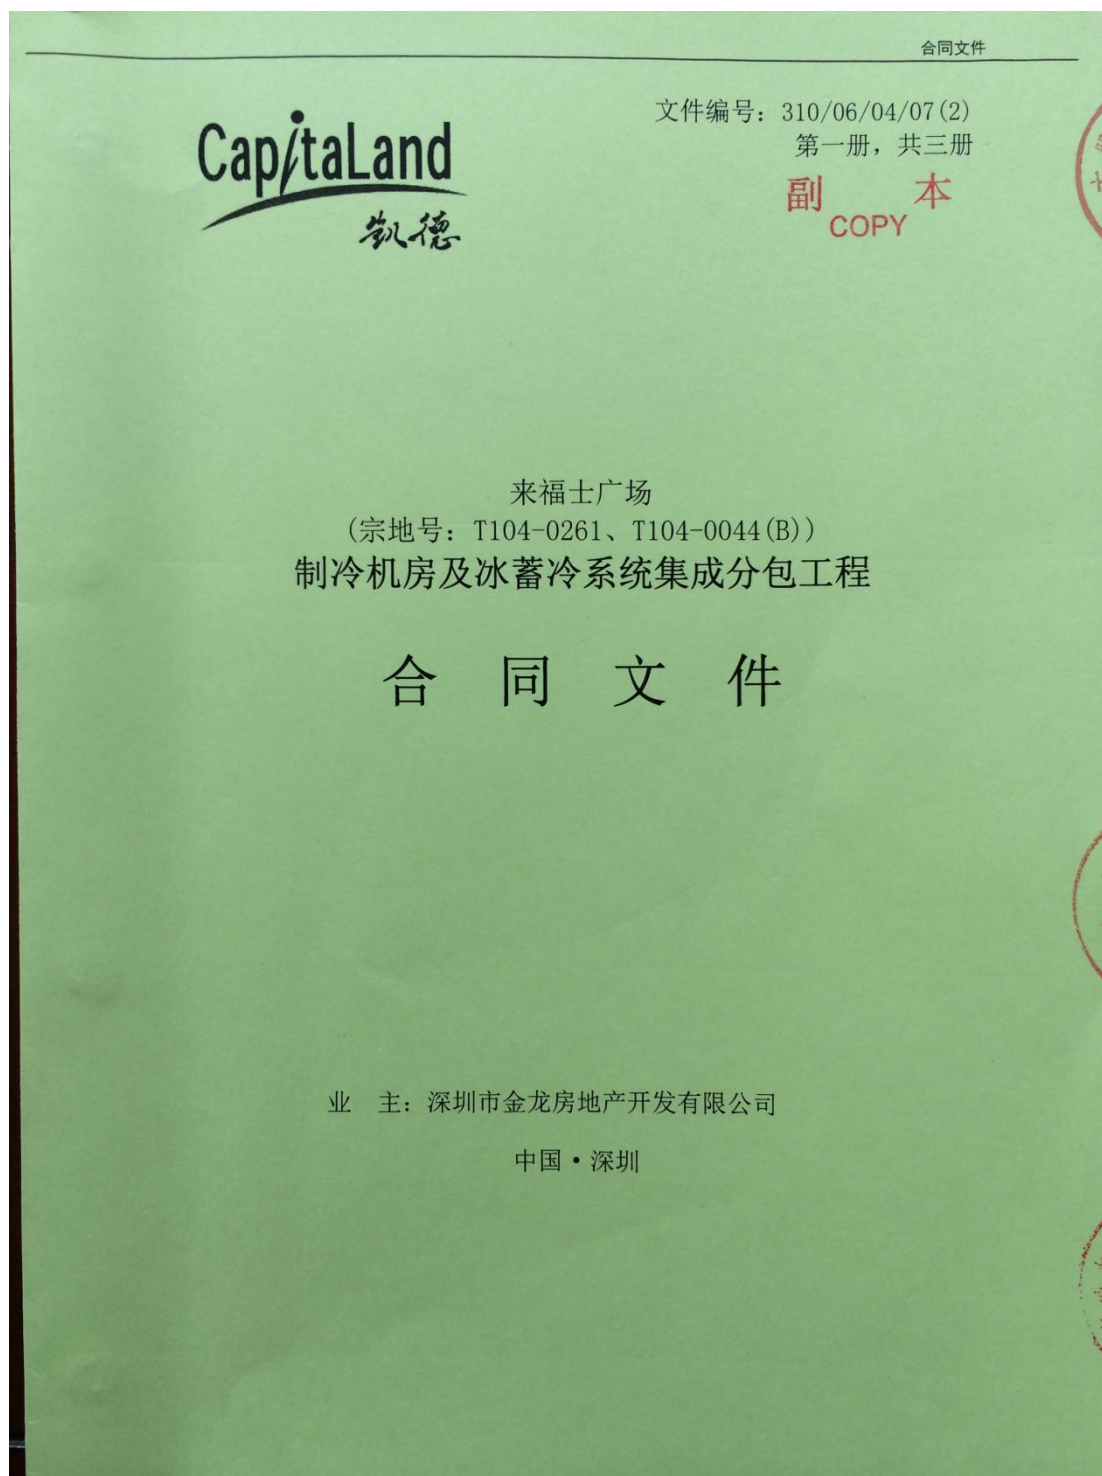 合同文件
CapitaLand
凯德
文件编号：310/06/04/07(2)
第一册，共三册
副 本
COPY
来福士广场
(宗地号：T104-0261、T104-0044(B))
制冷机房及冰蓄冷系统集成分包工程
合 同 文 件
业 主：深圳市金龙房地产开发有限公司
中国·深圳